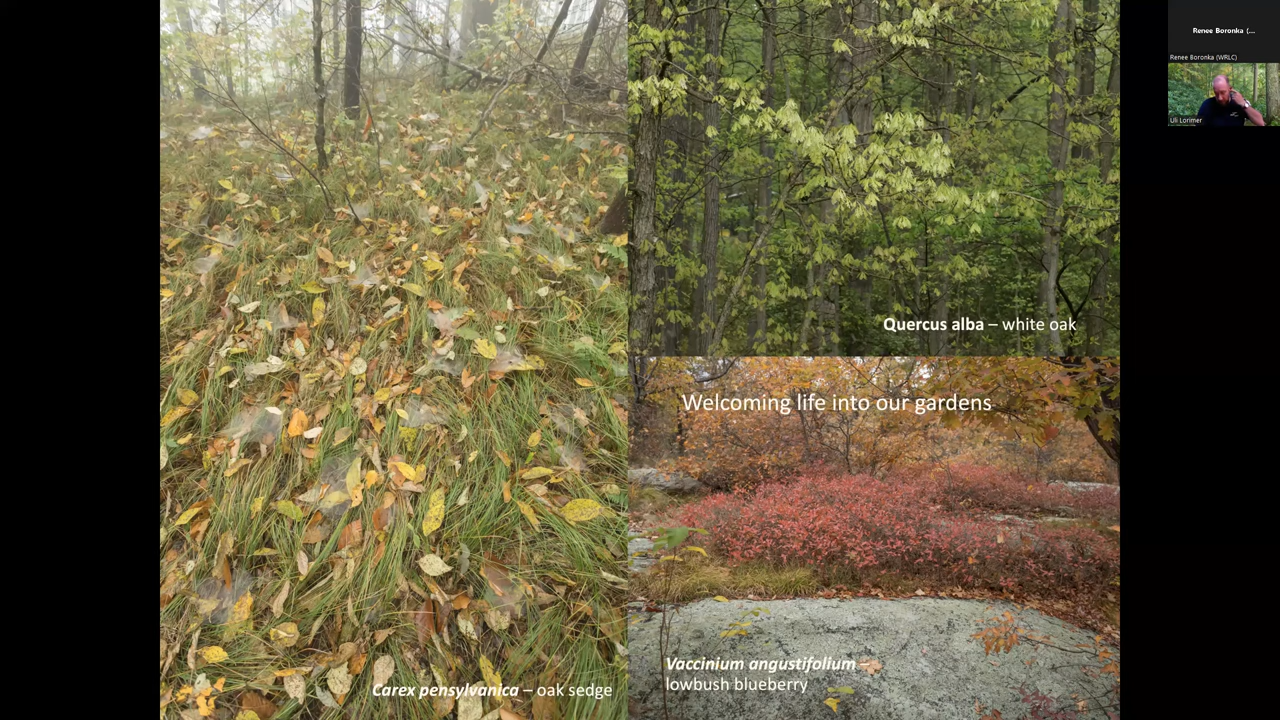 Quercus alba – white oak
Welcoming life into our gardens
Vaccinium angustifolium –
lowbush blueberry
Carex pensylvanica – oak sedge
Renee Boronka (...
Renee Boronka (WRLC)
Uli Lorimer